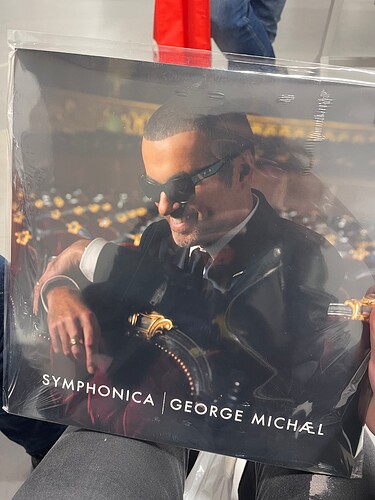 SYMPHONICA | GEORGE MICHÆL